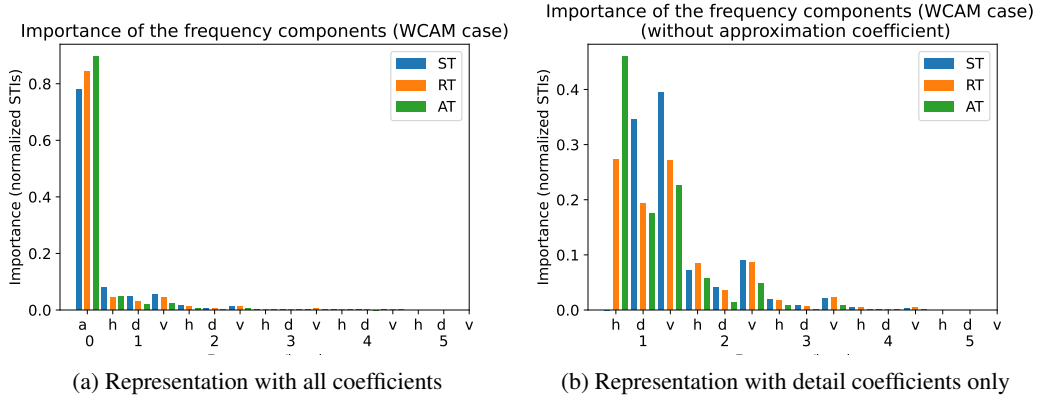 Importance of the frequency components (WCAM case)
Importance (normalized STIs)
0.8
0.6
0.4
0.2
0.0
ST
RT
AT
a h d v h d v h d v h d v h d v
0 1 2 3 4 5
(a) Representation with all coefficients
Importance of the frequency components (WCAM case)
(without approximation coefficient)
Importance (normalized STIs)
0.4
0.3
0.2
0.1
0.0
ST
RT
AT
h d v h d v h d v h d v h d v
1 2 3 4 5
(b) Representation with detail coefficients only